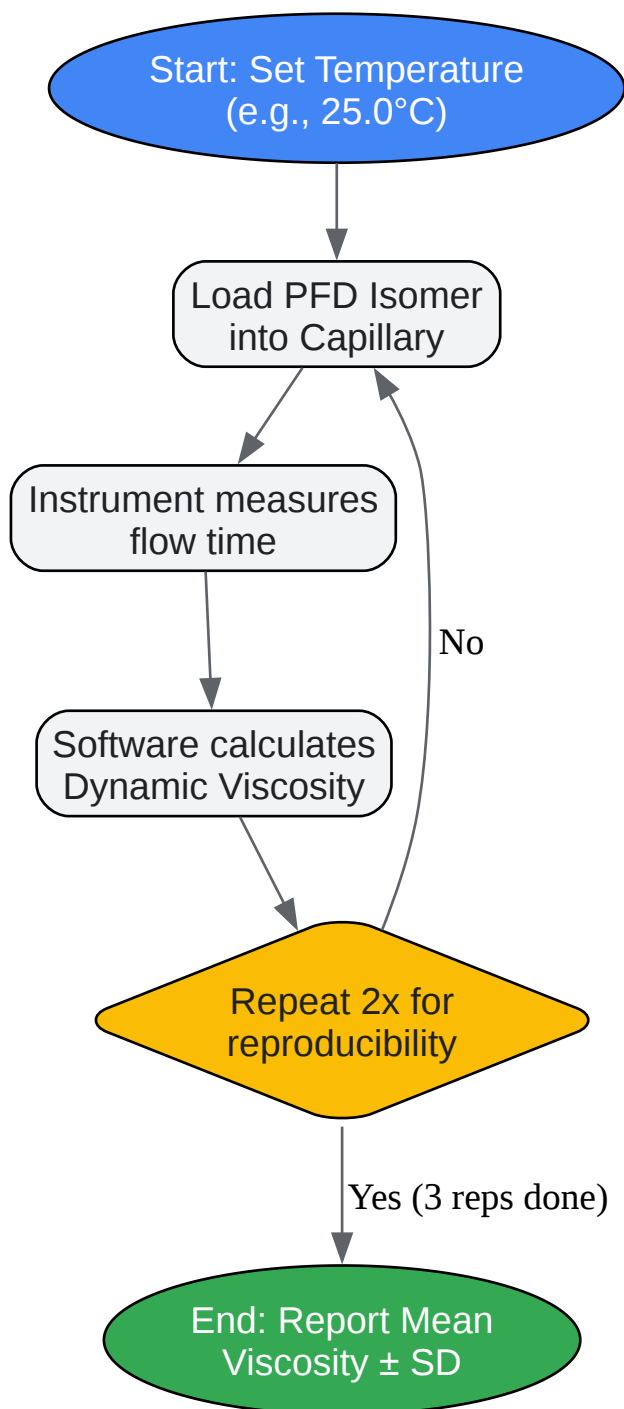 Start: Set Temperature
(e.g., 25.0°C)
Load PFD Isomer
into Capillary
Instrument measures
flow time
No
Software calculates
Dynamic Viscosity
Repeat 2x for
reproducibility
Yes (3 reps done)
End: Report Mean
Viscosity ± SD